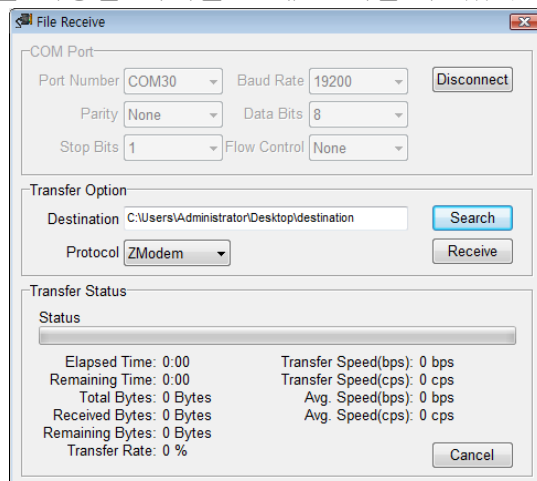 File Receive
COM Port
Port Number COM30 Baud Rate 19200 Disconnect
Parity None Data Bits 8
Stop Bits 1 Flow Control None
Transfer Option
Destination C:\Users\Administrator\Desktop\destination Search
Protocol ZModem Receive
Transfer Status
Status
Elapsed Time: 0:00 Transfer Speed(bps): 0 bps
Remaining Time: 0:00 Transfer Speed(cps): 0 cps
Total Bytes: 0 Bytes Avg. Speed(bps): 0 bps
Received Bytes: 0 Bytes Avg. Speed(cps): 0 cps
Remaining Bytes: 0 Bytes
Transfer Rate: 0 % Cancel